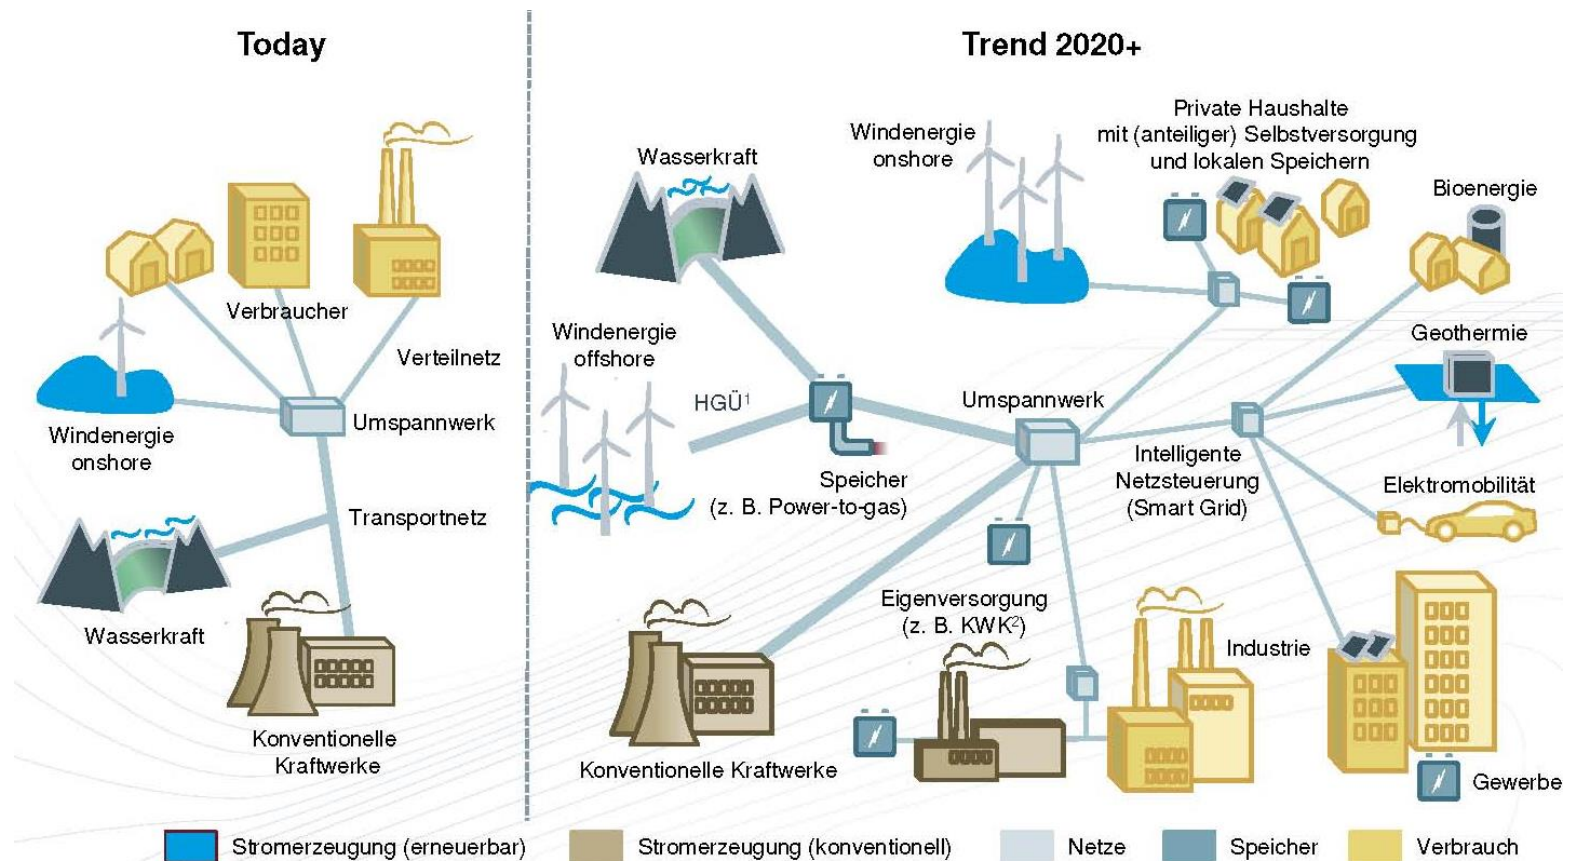 Today
Verbraucher
Verteilnetz
Umspannwerk
Windenergie
onshore
Transportnetz
Wasserkraft
Konventionelle
Kraftwerke
Trend 2020+
Wasserkraft
Windenergie
onshore
Private Haushalte
mit (anteiliger) Selbstversorgung
und lokalen Speichern
Bioenergie
Windenergie
offshore
HGÜ¹
Umspannwerk
Geothermie
Speicher
(z. B. Power-to-gas)
Intelligente
Netzsteuerung
(Smart Grid)
Elektromobilität
Eigenversorgung
(z. B. KWK²)
Industrie
Konventionelle Kraftwerke
Gewerbe
Stromerzeugung (erneuerbar)
Stromerzeugung (konventionell)
Netze
Speicher
Verbrauch